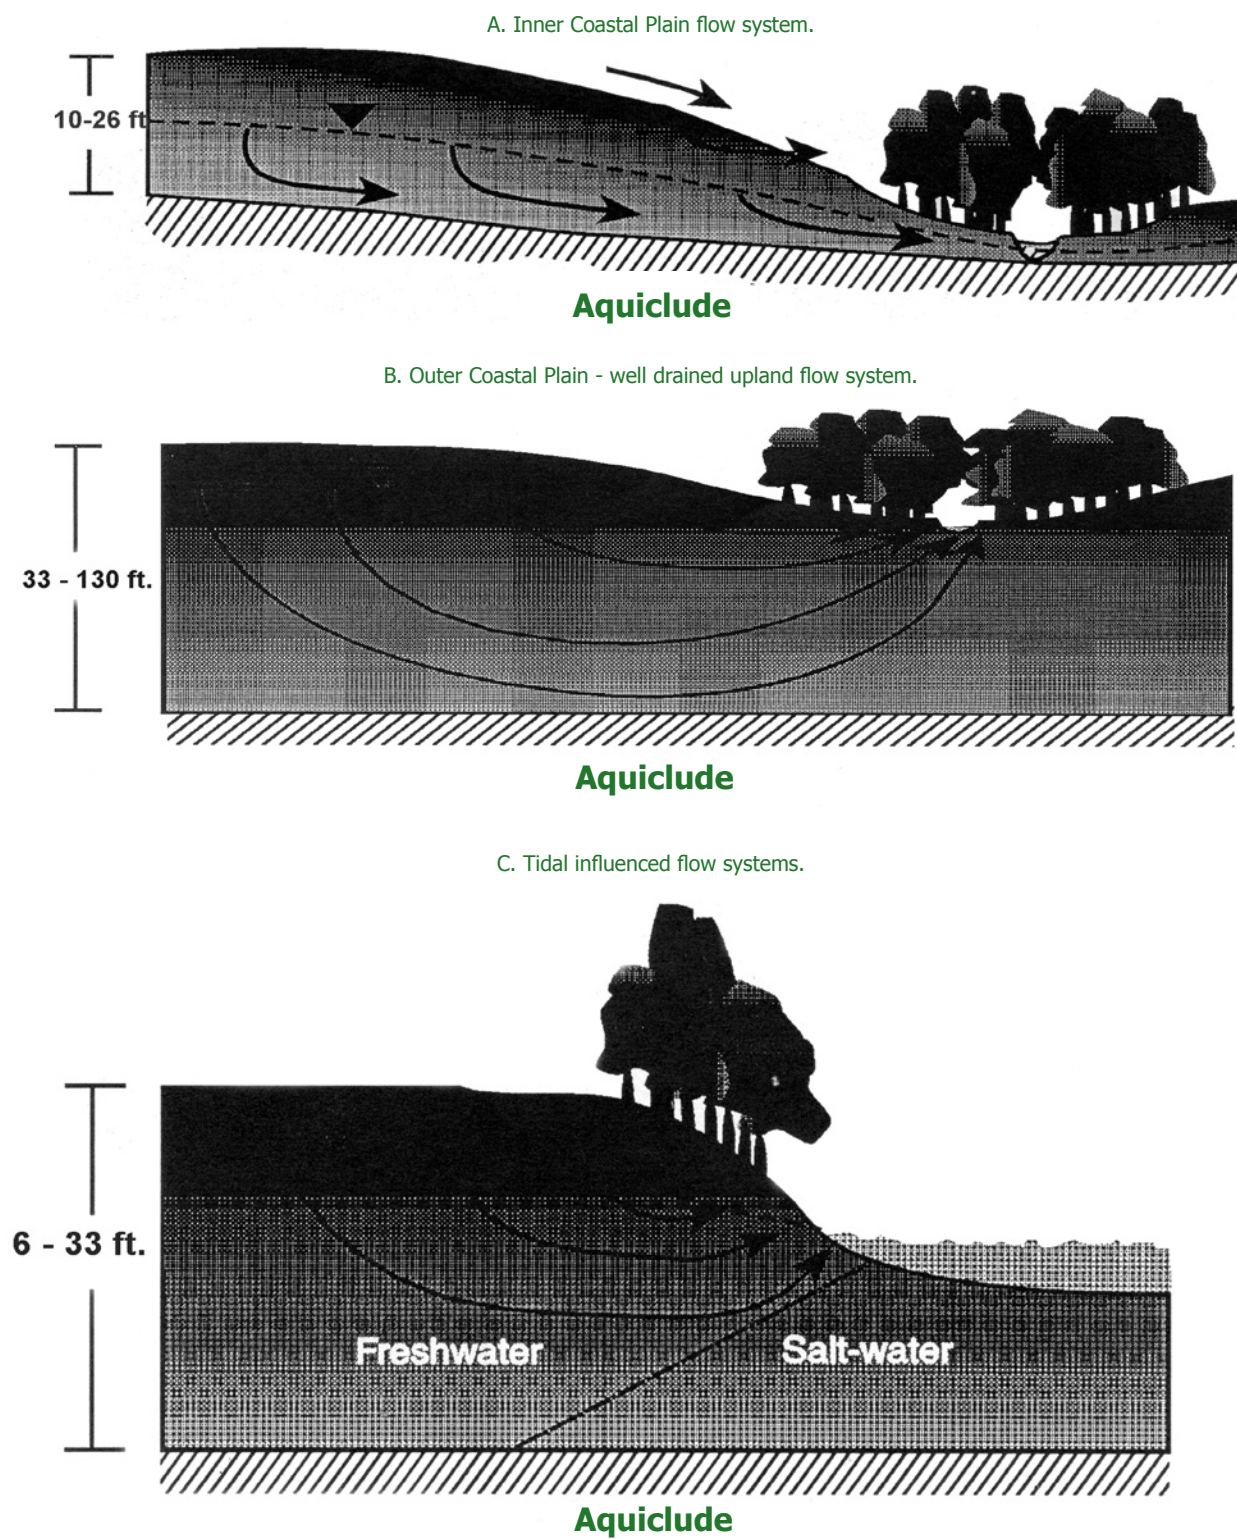 A. Inner Coastal Plain flow system.
10-26 ft
Aquiclude
B. Outer Coastal Plain - well drained upland flow system.
33 - 130 ft.
Aquiclude
C. Tidal influenced flow systems.
6 - 33 ft.
Freshwater
Salt-water
Aquiclude